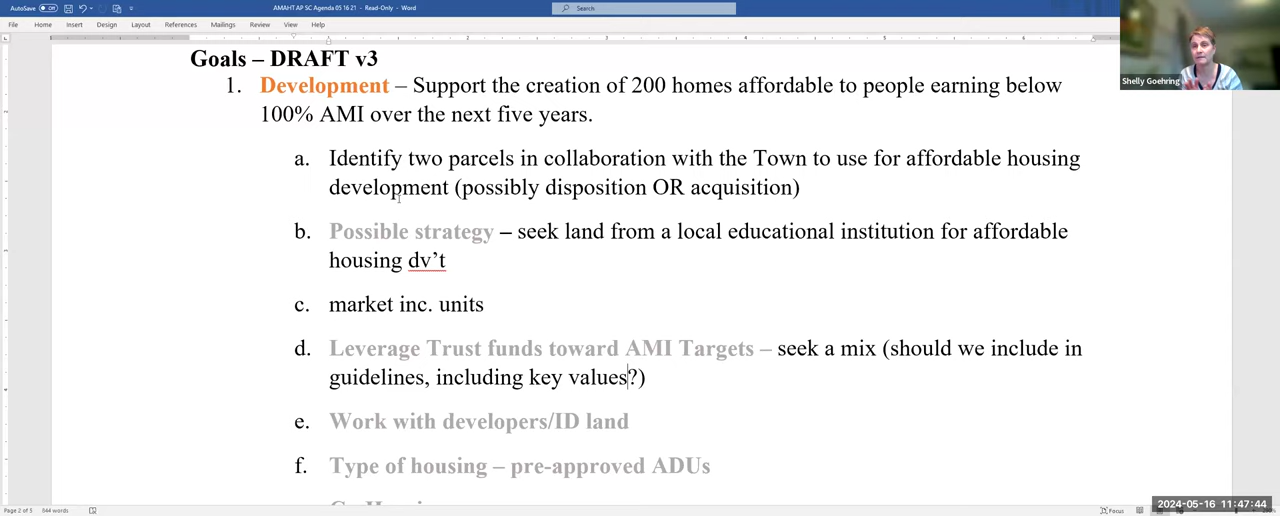 AutoSave Off AMAHT AP SC Agenda 05 16 21 - Read-Only - Word Search
File Home Insert Design Layout References Mailings Review View Help
Goals – DRAFT v3
1. Development – Support the creation of 200 homes affordable to people earning below
100% AMI over the next five years.
a. Identify two parcels in collaboration with the Town to use for affordable housing
development (possibly disposition OR acquisition)
b. Possible strategy – seek land from a local educational institution for affordable
housing dv’t
c. market inc. units
d. Leverage Trust funds toward AMI Targets – seek a mix (should we include in
guidelines, including key values?)
e. Work with developers/ID land
f. Type of housing – pre-approved ADUs
Shelly Goehring
Page 2 of 5 844 words Focus
2024-05-16 11:47:44